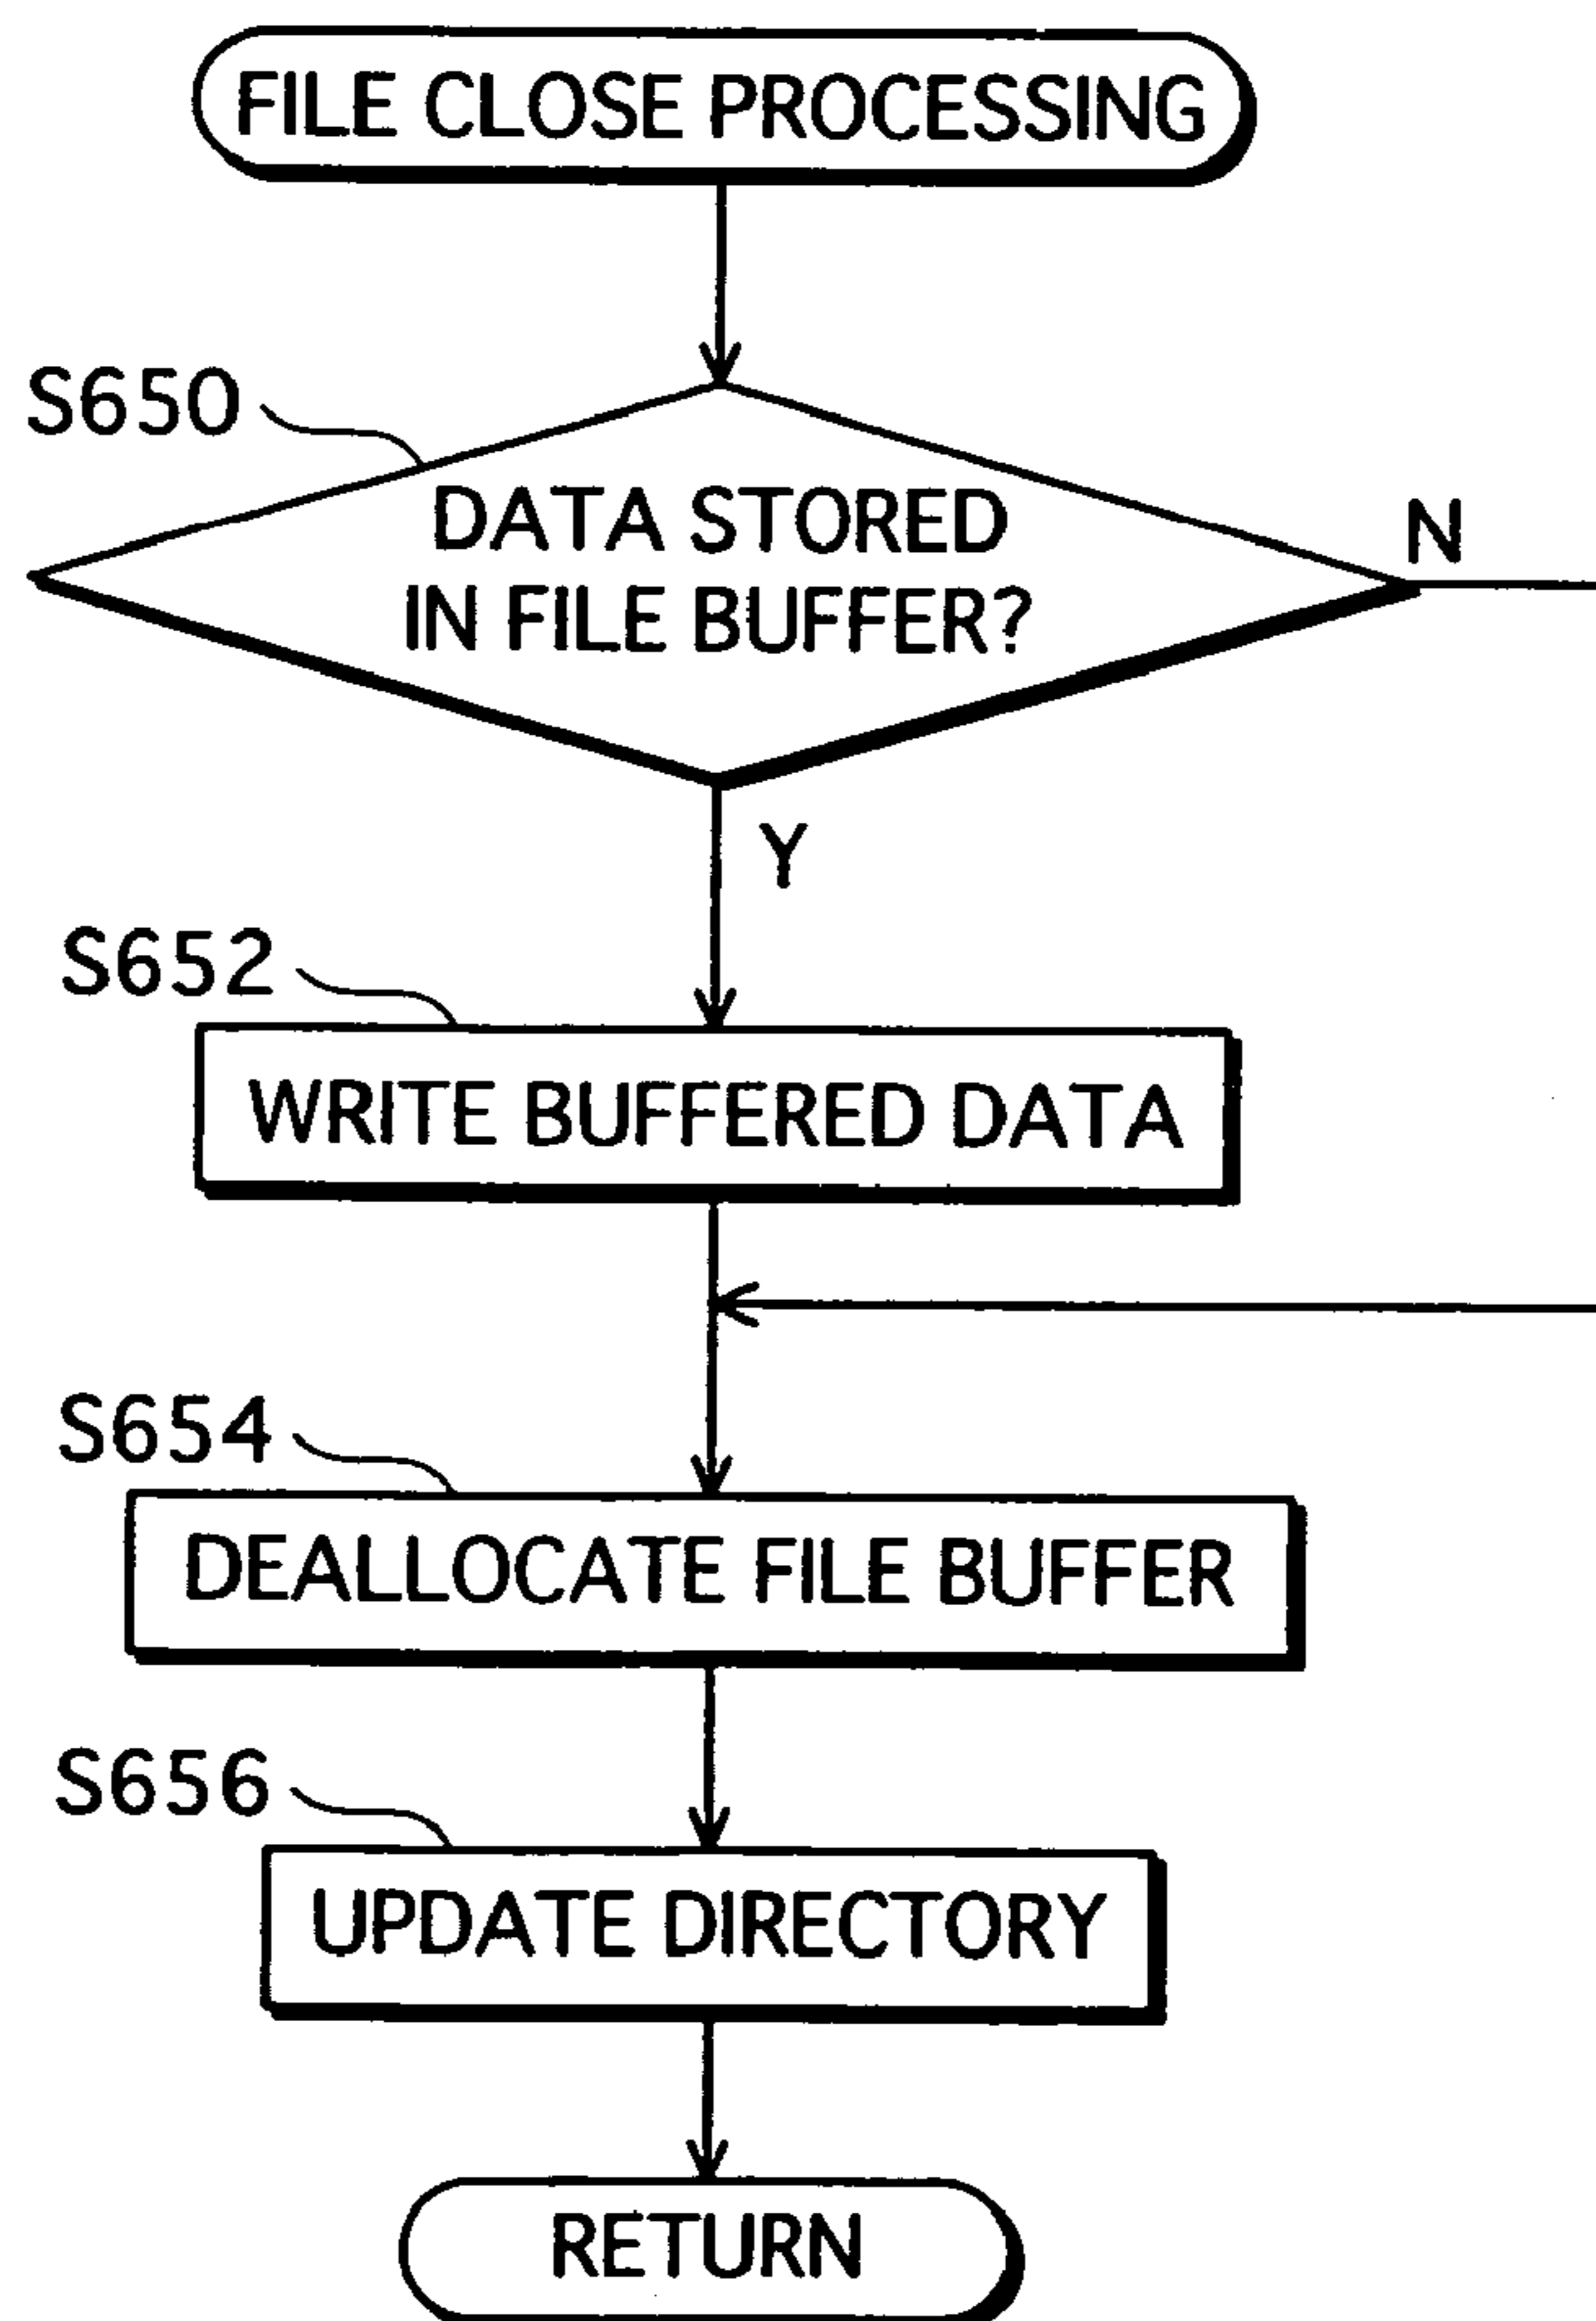 FILE CLOSE PROCESSING
S650
DATA STORED
IN FILE BUFFER?
N
Y
S652
WRITE BUFFERED DATA
S654
DEALLOCATE FILE BUFFER
S656
UPDATE DIRECTORY
RETURN